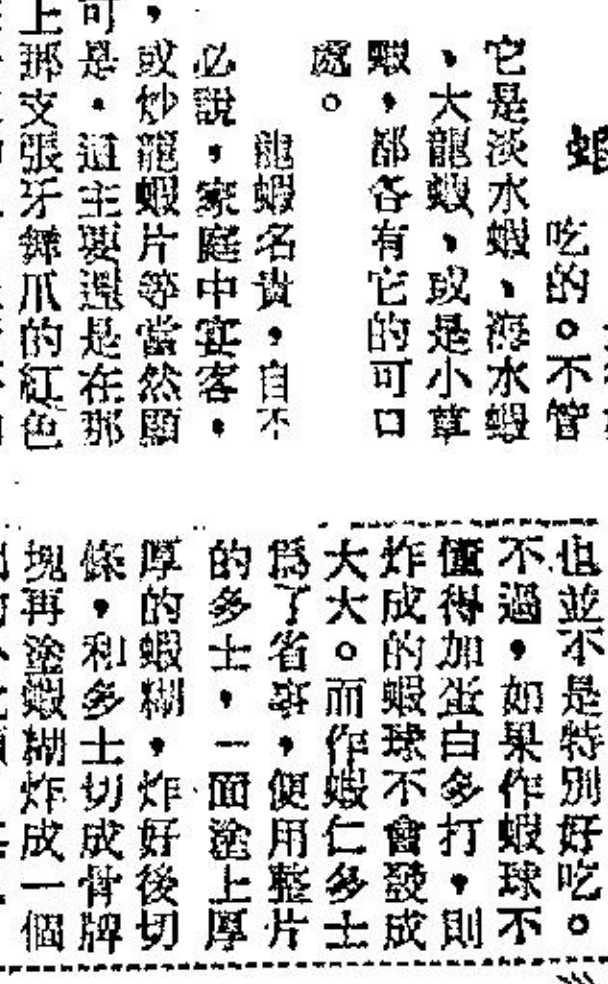 蝦
吃的。不管
它是淡水蝦、海水蝦
、大龍蝦、或是小草
蝦,都各有它的可口
處。
龍蝦名貴,自不
必說,家庭中宴客,
或炒龍蝦片等當然顯
可是,這主要還是在那
上那支張牙舞爪的紅色
也並不是特別好吃。
不過,如果作蝦球不
懂得加蛋白多打,則
炸成的蝦球不會發成
大大。而作蝦仁多士
爲了省事,便用整片
的多士,一面塗上厚
厚的蝦糊,炸好後切
條,和多士切成骨牌
塊再塗蝦糊炸成一個